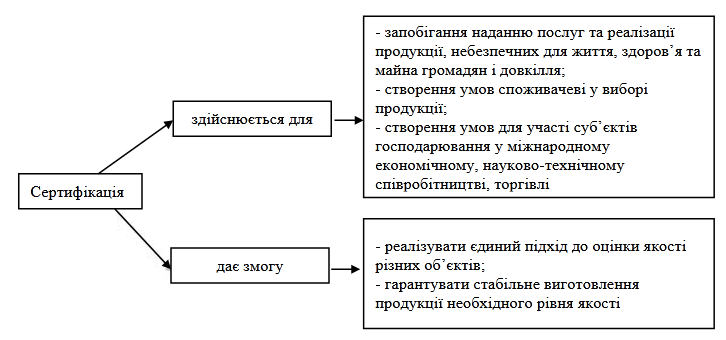 Сертифікація
здійснюється для
- запобігання наданню послуг та реалізації
продукції, небезпечних для життя, здоров’я та
майна громадян і довкілля;
- створення умов споживачеві у виборі
продукції;
- створення умов для участі суб’єктів
господарювання у міжнародному
економічному, науково-технічному
співробітництві, торгівлі
дає змогу
- реалізувати єдиний підхід до оцінки якості
різних об’єктів;
- гарантувати стабільне виготовлення
продукції необхідного рівня якості